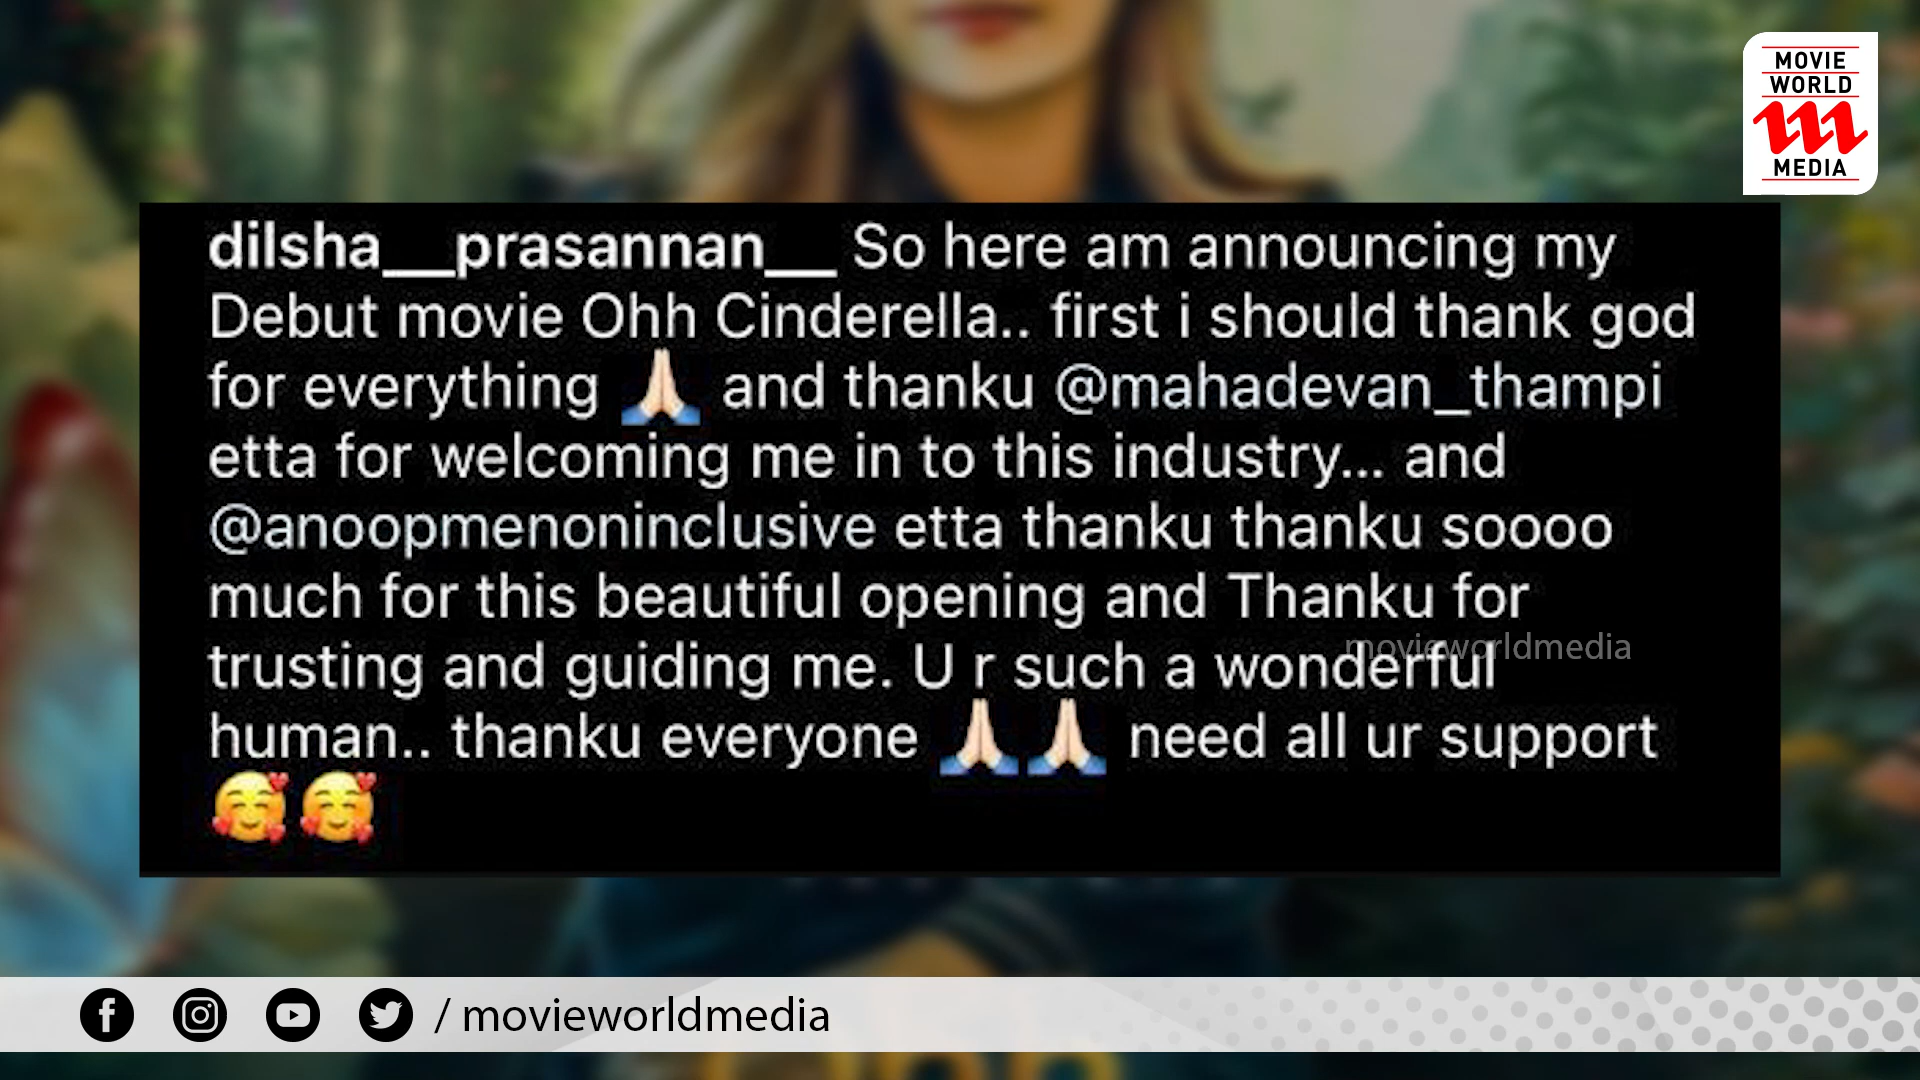 MOVIE
WORLD
m
MEDIA
dilsha__prasannan__ So here am announcing my
Debut movie Ohh Cinderella.. first i should thank god
for everything 🙏🏻 and thanku @mahadevan_thampi
etta for welcoming me in to this industry... and
@anoopmenoninclusive etta thanku thanku soooo
much for this beautiful opening and Thanku for
trusting and guiding me. U r such a wonderful
movieworldmedia
human.. thanku everyone 🙏🏻🙏🏻 need all ur support
🥰🥰
/ movieworldmedia